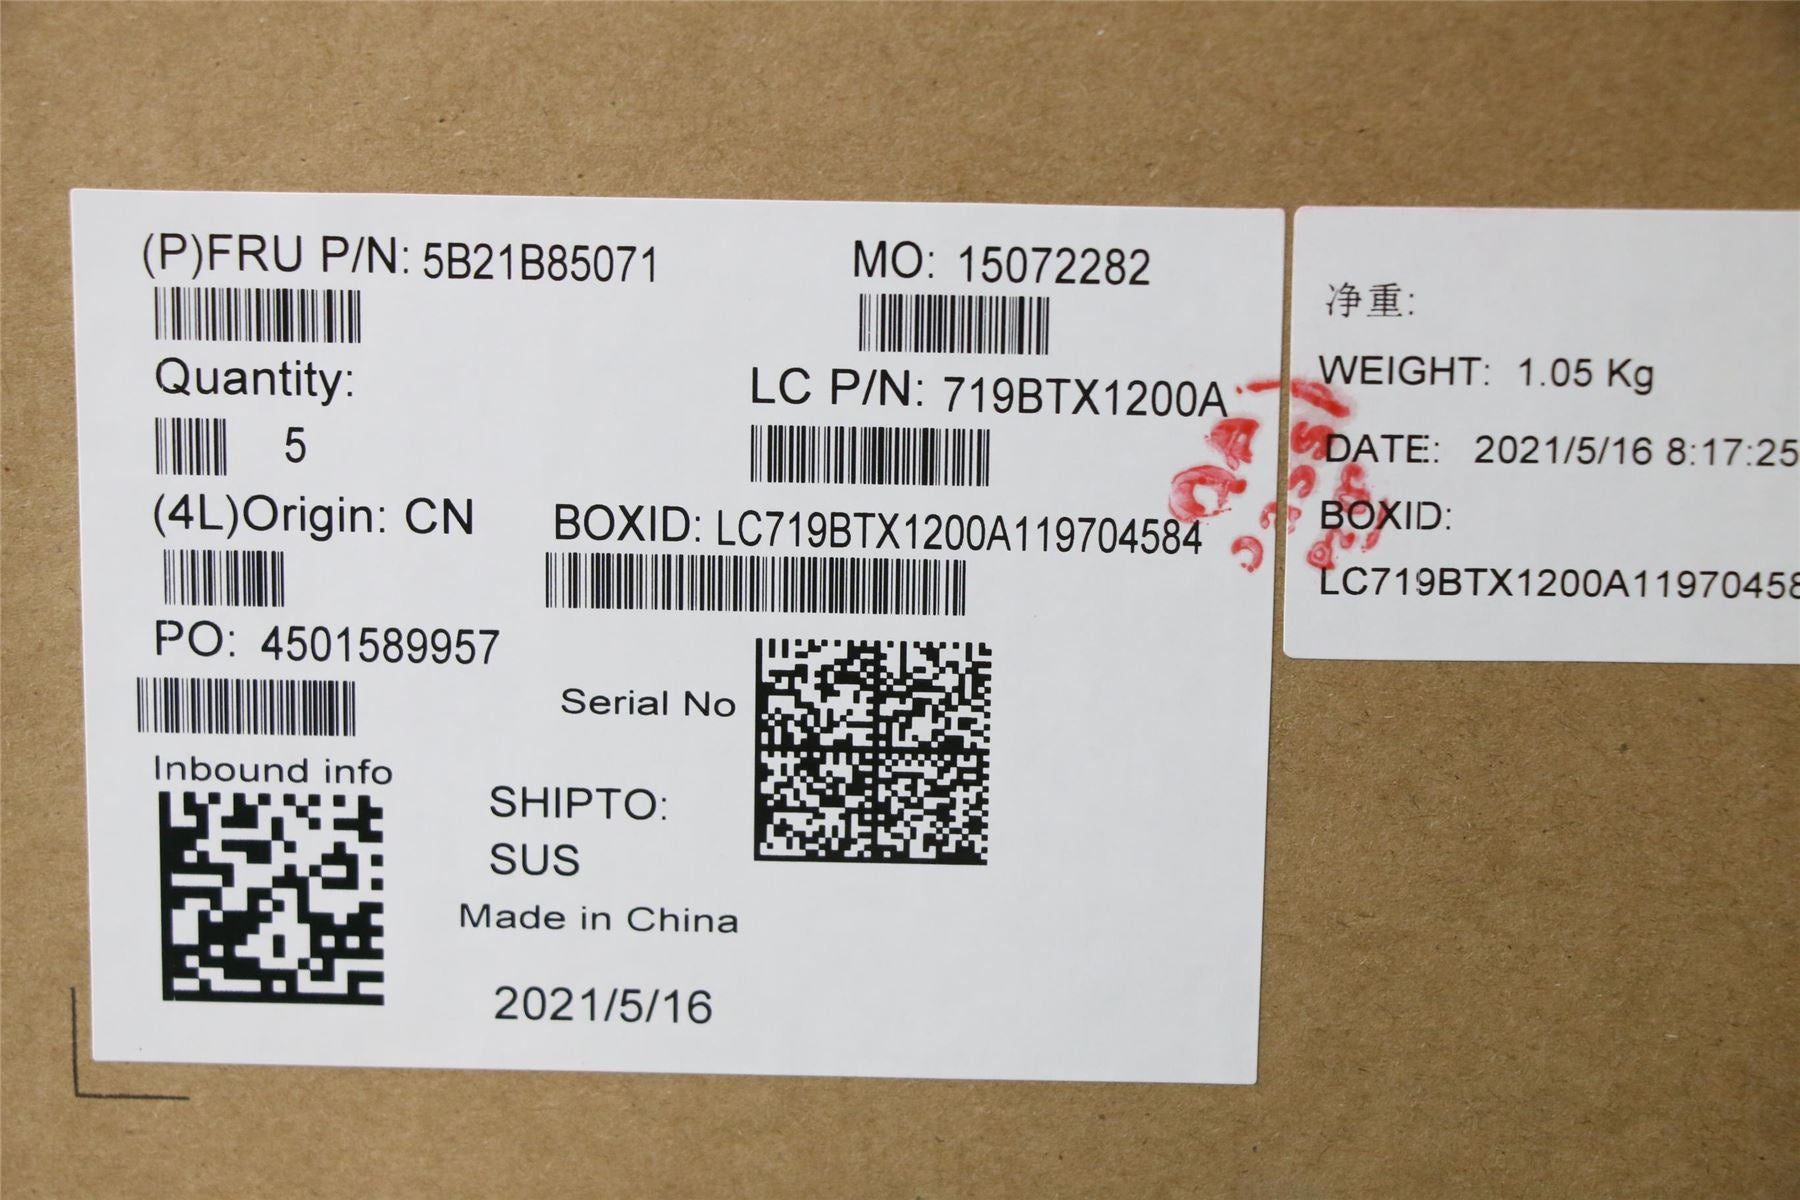 (P)FRU P/N: 5B21B85071
MO: 15072282
Quantity:
5
LC P/N: 719BTX1200A
(4L)Origin: CN
BOXID: LC719BTX1200A119704584
PO: 4501589957
Serial No
Inbound info
SHIPTO:
SUS
Made in China
2021/5/16
净重:
WEIGHT: 1.05 Kg
DATE: 2021/5/16 8:17:25
BOXID:
LC719BTX1200A11970458